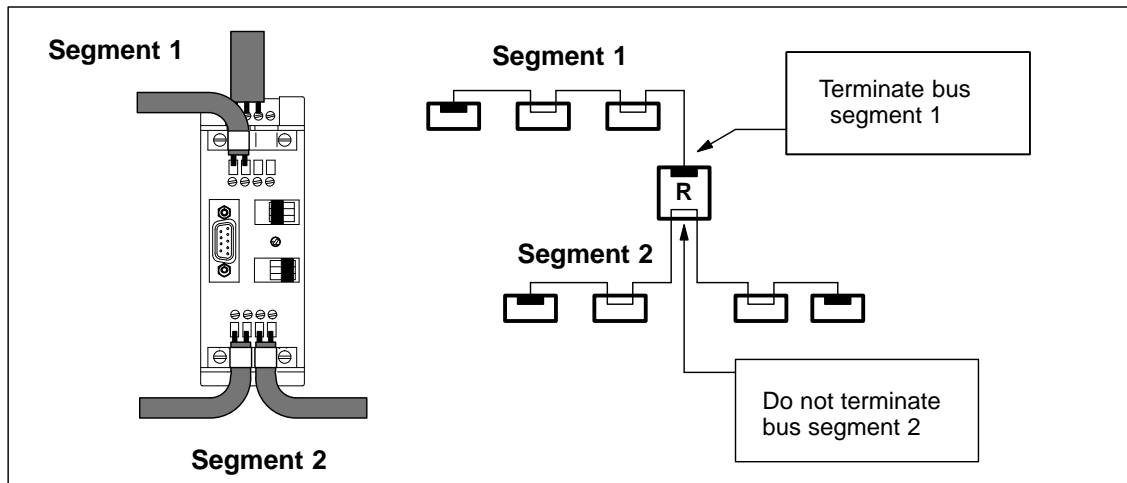 Segment 1
Segment 1
Terminate bus
segment 1
R
Segment 2
Do not terminate
bus segment 2
Segment 2